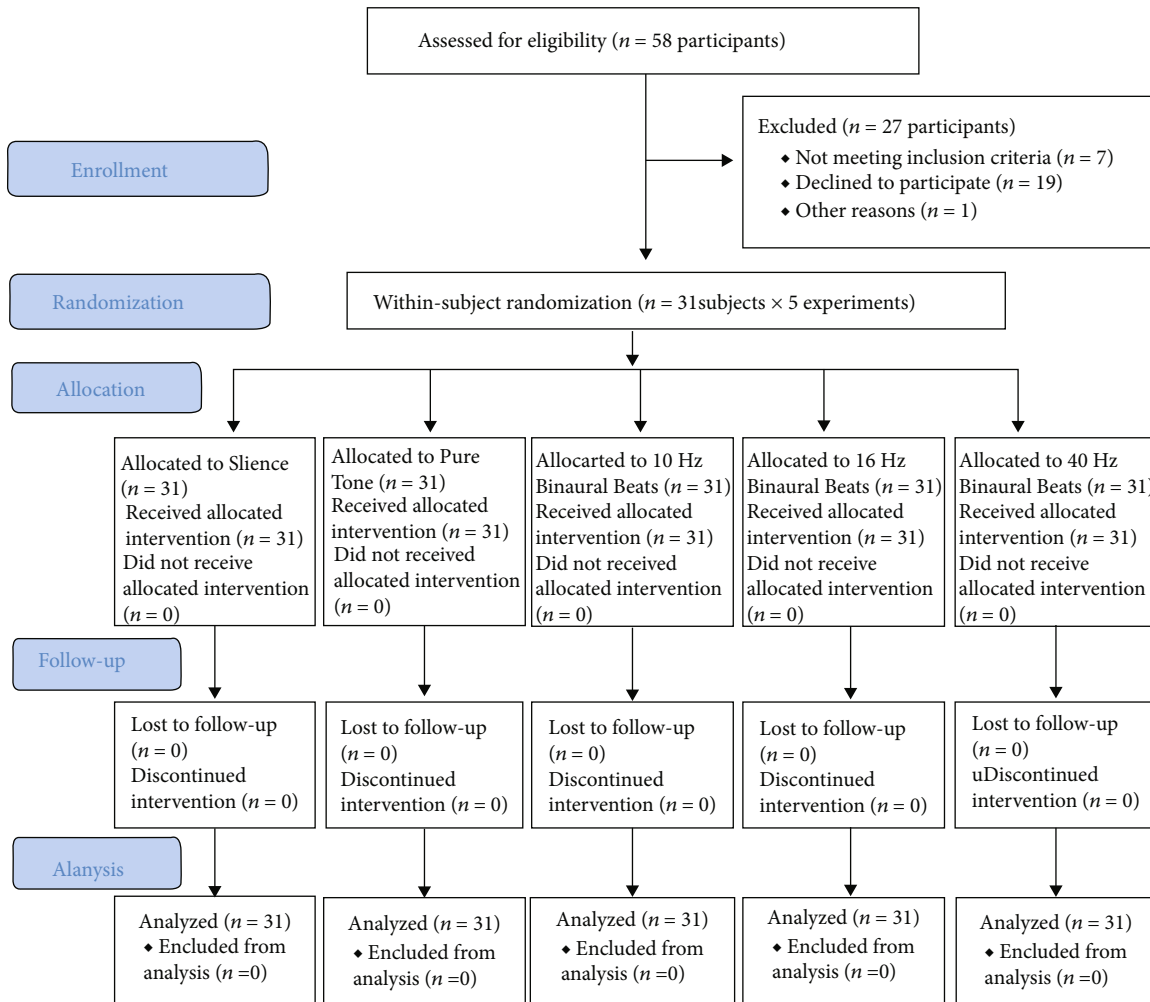 Assessed for eligibility (n = 58 participants)
Excluded (n = 27 participants)
◆ Not meeting inclusion criteria (n = 7)
◆ Declined to participate (n = 19)
◆ Other reasons (n = 1)
Enrollment
Randomization
Within-subject randomization (n = 31subjects × 5 experiments)
Allocation
Allocated to Slience
(n = 31)
Received allocated
intervention (n = 31)
Did not receive
allocated intervention
(n = 0)
Allocated to Pure
Tone (n = 31)
Received allocated
intervention (n = 31)
Did not received
allocated intervention
(n = 0)
Allocarted to 10 Hz
Binaural Beats (n = 31)
Received allocated
intervention (n = 31)
Did not received
allocated intervention
(n = 0)
Allocated to 16 Hz
Binaural Beats (n = 31)
Received allocated
intervention (n = 31)
Did not receive
allocated intervention
(n = 0)
Allocated to 40 Hz
Binaural Beats (n = 31)
Received allocated
intervention (n = 31)
Did not receive
allocated intervention
(n = 0)
Follow-up
Lost to follow-up
(n = 0)
Discontinued
intervention (n = 0)
Lost to follow-up
(n = 0)
Discontinued
intervention (n = 0)
Lost to follow-up
(n = 0)
Discontinued
intervention (n = 0)
Lost to follow-up
(n = 0)
Discontinued
intervention (n = 0)
Lost to follow-up
(n = 0)
uDiscontinued
intervention (n = 0)
Alanysis
Analyzed (n = 31)
◆ Encluded from
analysis (n =0)
Analyzed (n = 31)
◆ Encluded from
analysis (n =0)
Analyzed (n = 31)
◆ Encluded from
analysis (n =0)
Analyzed (n = 31)
◆ Encluded from
analysis (n =0)
Analyzed (n = 31)
◆ Encluded from
analysis (n =0)